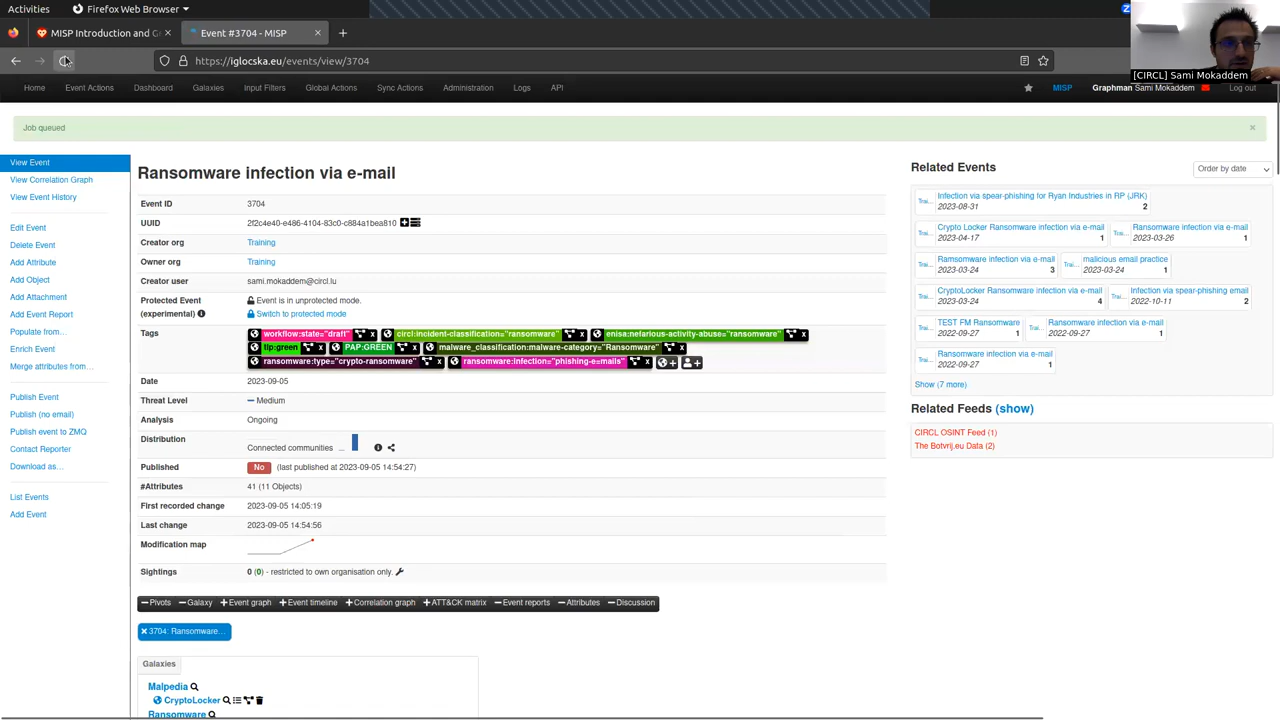 Activities Firefox Web Browser
MISP Introduction and G × Event #3704 - MISP × +
https://iglocska.eu/events/view/3704
[CIRCL] Sami Mokaddem
Home Event Actions Dashboard Galaxies Input Filters Global Actions Sync Actions Administration Logs API MISP Graphman Sami Mokaddem Log out
Job queued ×
View Event
View Correlation Graph
View Event History
Edit Event
Delete Event
Add Attribute
Add Object
Add Attachment
Add Event Report
Populate from…
Enrich Event
Merge attributes from…
Publish Event
Publish (no email)
Publish event to ZMQ
Contact Reporter
Download as…
List Events
Add Event
Ransomware infection via e-mail
Event ID 3704
UUID 2f2c4e40-e486-4104-83c0-c884a1bea810
Creator org Training
Owner org Training
Creator user sami.mokaddem@circl.lu
Protected Event Event is in unprotected mode.
(experimental) Switch to protected mode
Tags workflow:state="draft" x circl:incident-classification="ransomware" x enisa:nefarious-activity-abuse="ransomware" x
tlp:green x PAP:GREEN x malware_classification:malware-category="Ransomware" x
ransomware:type="crypto-ransomware" x ransomware:infection="phishing-e-mails" x
Date 2023-09-05
Threat Level Medium
Analysis Ongoing
Distribution Connected communities ...
Published No (last published at 2023-09-05 14:54:27)
#Attributes 41 (11 Objects)
First recorded change 2023-09-05 14:05:19
Last change 2023-09-05 14:54:56
Modification map
Sightings 0 (0) - restricted to own organisation only.
Pivots Galaxy Event graph Event timeline Correlation graph ATT&CK matrix Event reports Attributes Discussion
3704: Ransomware…
Galaxies
Malpedia
CryptoLocker
Ransomware
Related Events Order by date
Trai… Infection via spear-phishing for Ryan Industries in RP (JRK)
2023-08-31 2
Trai… Crypto Locker Ransomware infection via e-mail Trai… Ransomware infection via e-mail
2023-04-17 1 2023-03-26 1
Trai… Ramsomware infection via e-mail Trai… malicious email practice
2023-03-24 3 2023-03-24 1
Trai… CryptoLocker Ransomware infection via e-mail Trai… Infection via spear-phishing email
2023-03-24 4 2022-10-11 2
Trai… TEST FM Ransomware Trai… Ransomware infection via e-mail
2022-09-27 1 2022-09-27 1
Trai… Ransomware infection via e-mail
2022-09-27 1
Show (7 more)
Related Feeds (show)
CIRCL OSINT Feed (1)
The Botvrij.eu Data (2)